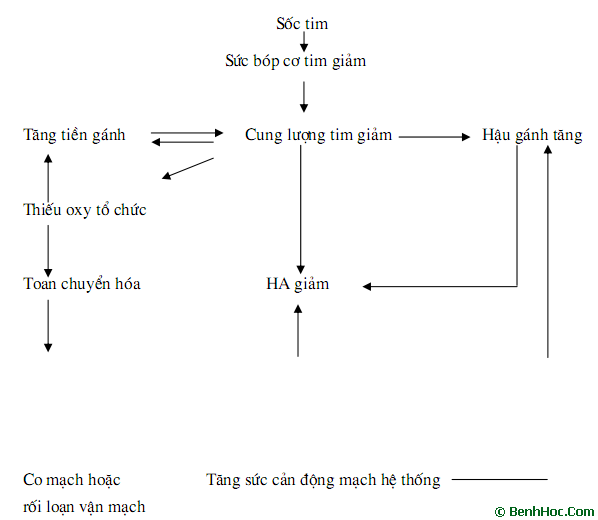 Sốc tim
Sức bóp cơ tim giảm
Tăng tiền gánh
Cung lượng tim giảm
Hậu gánh tăng
Thiếu oxy tổ chức
Toan chuyển hóa
HA giảm
Co mạch hoặc
rối loạn vận mạch
Tăng sức cản động mạch hệ thống
© BenhHoc.Com